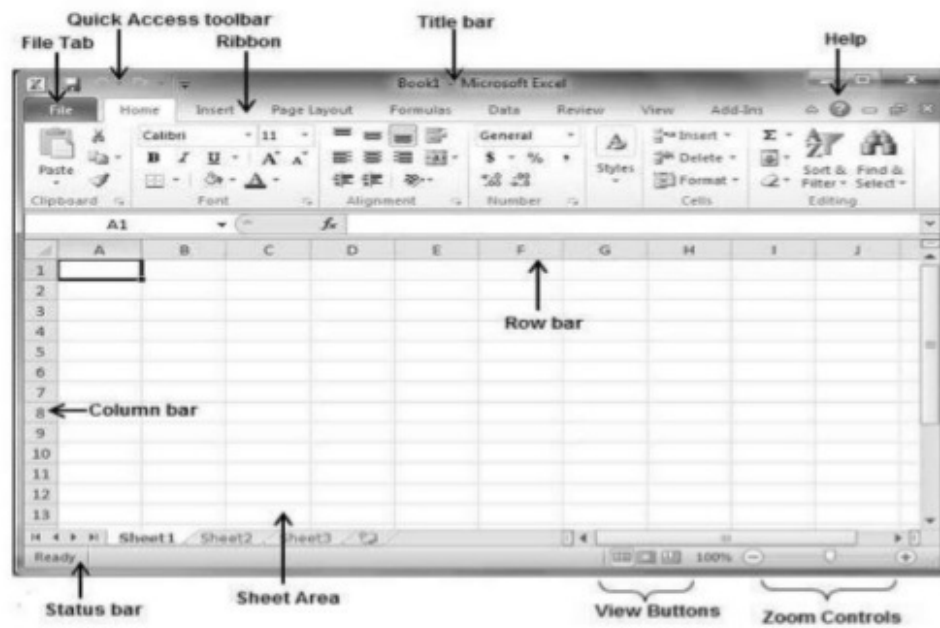 Quick Access toolbar
Title bar
File Tab
Ribbon
Help
Book1 - Microsoft Excel
File Home Insert Page Layout Formulas Data Review View Add-Ins
Calibri 11 General Insert Σ
Paste B I U A A $ % , Styles Delete Sort & Find &
A Format Filter Select
Clipboard Font Alignment Number Cells Editing
A1 fx
A B C D E F G H I J
1
2
3
Row bar
4
5
6
7
8 Column bar
9
10
11
12
13
Sheet1 Sheet2 Sheet3
Ready 100%
Status bar
Sheet Area
View Buttons
Zoom Controls